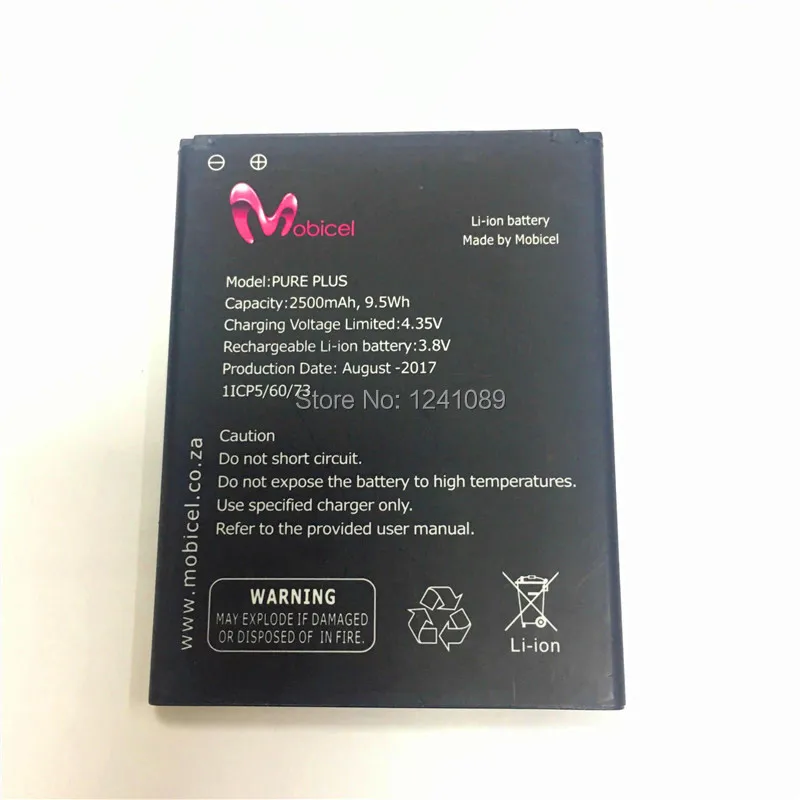 Mobicel
Li-ion battery
Made by Mobicel
Model:PURE PLUS
Capacity:2500mAh, 9.5Wh
Charging Voltage Limited:4.35V
Rechargeable Li-ion battery:3.8V
Production Date: August -2017
1ICP5/60/73
Store No: 1241089
Caution
Do not short circuit.
Do not expose the battery to high temperatures.
Use specified charger only.
Refer to the provided user manual.
www.mobicel.co.za
WARNING
MAY EXPLODE IF DAMAGED
OR DISPOSED OF IN FIRE.
Li-ion